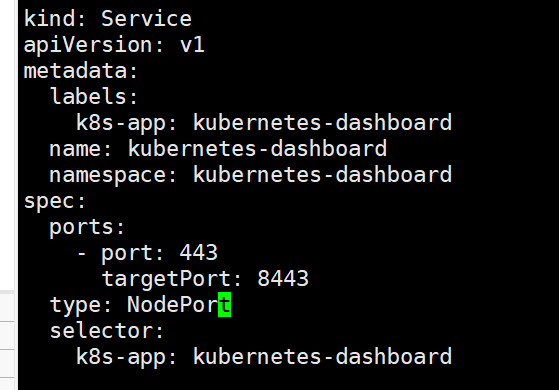 kind: Service
apiVersion: v1
metadata:
  labels:
    k8s-app: kubernetes-dashboard
  name: kubernetes-dashboard
  namespace: kubernetes-dashboard
spec:
  ports:
    - port: 443
      targetPort: 8443
  type: NodePort
  selector:
    k8s-app: kubernetes-dashboard